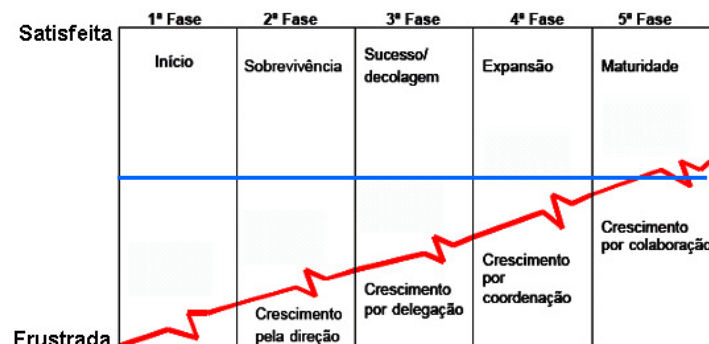 1ª Fase
2ª Fase
3ª Fase
4ª Fase
5ª Fase
Satisfeita
Início
Sobrevivência
Sucesso/
decolagem
Expansão
Maturidade
Crescimento
pela direção
Crescimento
por delegação
Crescimento
por
coordenação
Crescimento
por colaboração
Frustrada